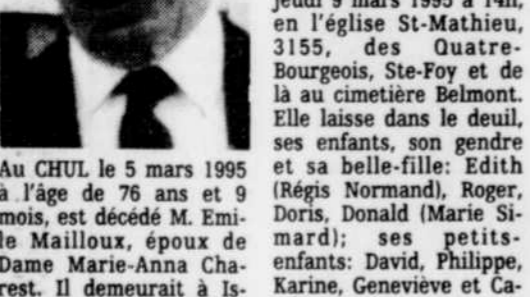 Au CHUL le 5 mars 1995
à l'âge de 76 ans et 9
mois, est décédé M. Emi-
le Mailloux, époux de
Dame Marie-Anna Cha-
rest. Il demeurait à Is-
jeudi 9 mars 1995 à 14h,
en l'église St-Mathieu,
3155, des Quatre-
Bourgeois, Ste-Foy et de
là au cimetière Belmont.
Elle laisse dans le deuil,
ses enfants, son gendre
et sa belle-fille: Edith
(Régis Normand), Roger,
Doris, Donald (Marie Si-
mard); ses petits-
enfants: David, Philippe,
Karine, Geneviève et Ca-